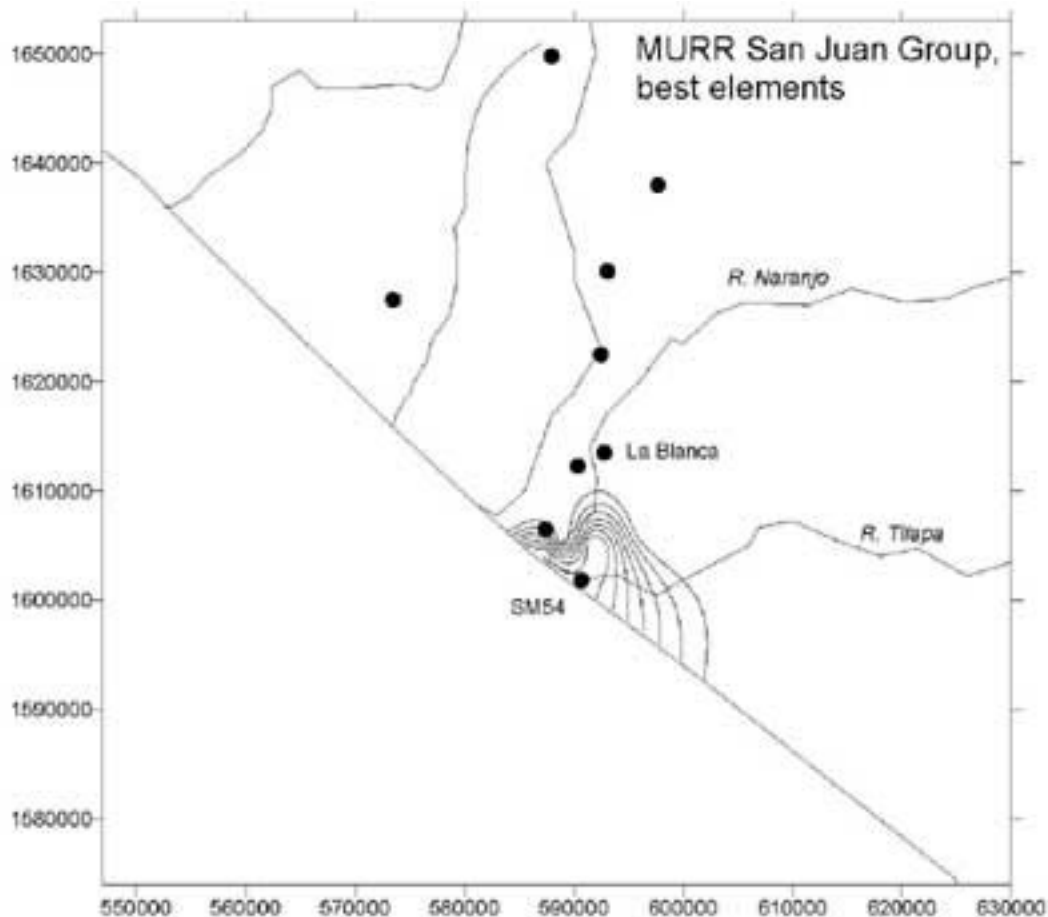 MURR San Juan Group,
best elements
1650000
1640000
R. Naranjo
1630000
1620000
La Blanca
1610000
R. Tilapa
1600000
SM54
1590000
1580000
550000 560000 570000 580000 590000 600000 610000 620000 630000